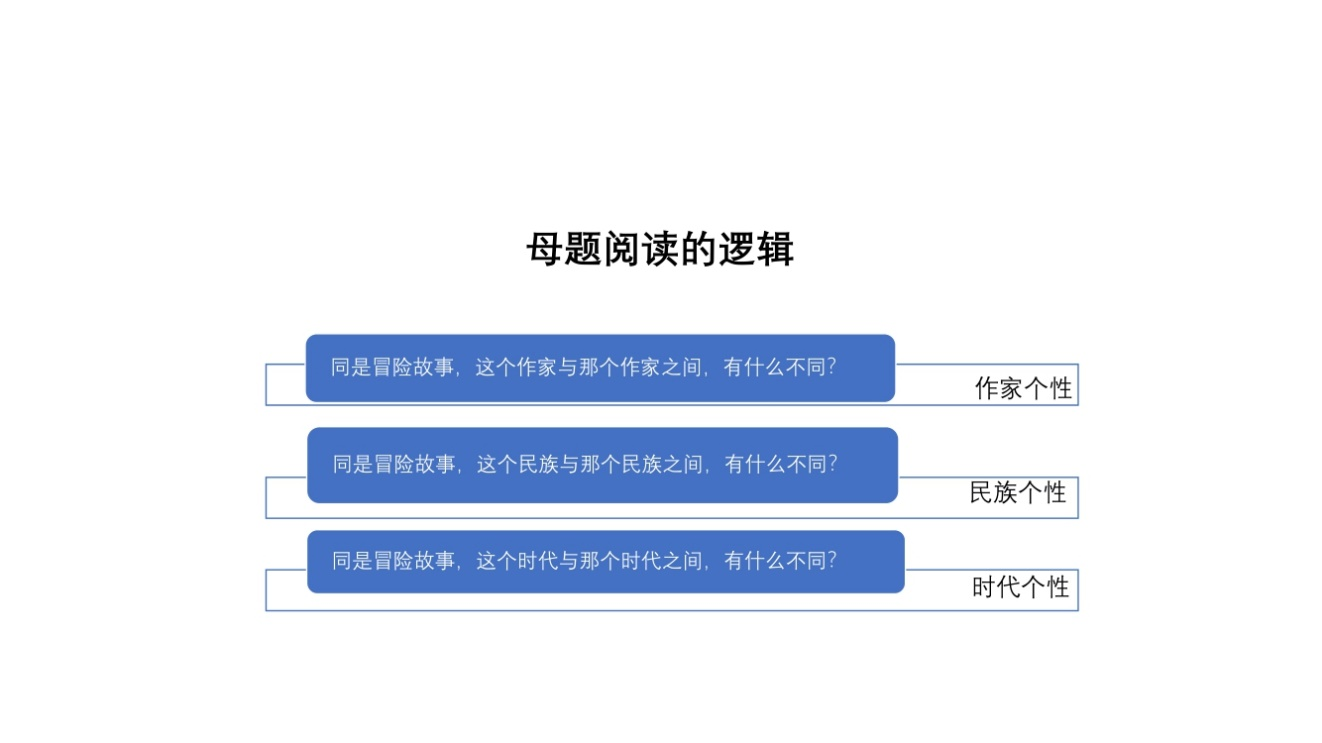 母题阅读的逻辑
同是冒险故事，这个作家与那个作家之间，有什么不同？
作家个性
同是冒险故事，这个民族与那个民族之间，有什么不同？
民族个性
同是冒险故事，这个时代与那个时代之间，有什么不同？
时代个性